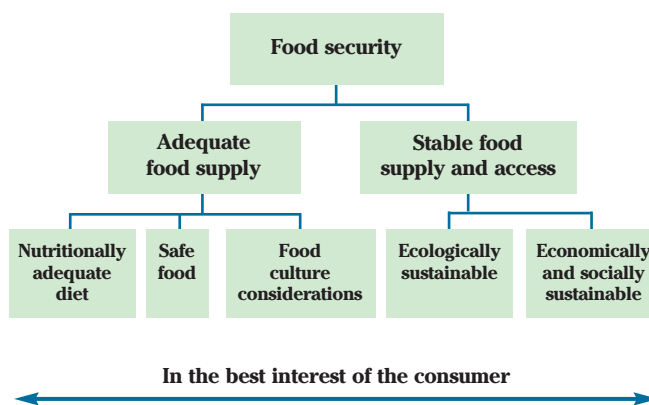 Food security
Adequate
food supply
Stable food
supply and access
Nutritionally
adequate
diet
Safe
food
Food
culture
considerations
Ecologically
sustainable
Economically
and socially
sustainable
In the best interest of the consumer